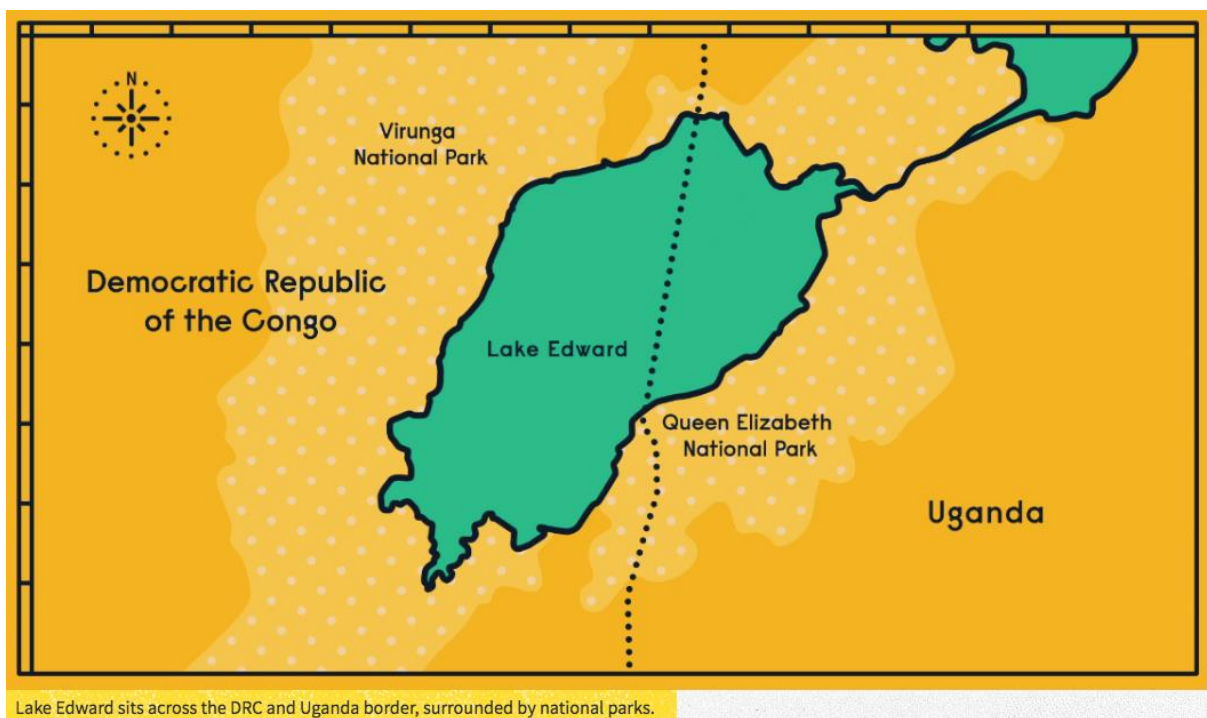 N
Virunga
National Park
Democratic Republic
of the Congo
Lake Edward
Queen Elizabeth
National Park
Uganda
Lake Edward sits across the DRC and Uganda border, surrounded by national parks.